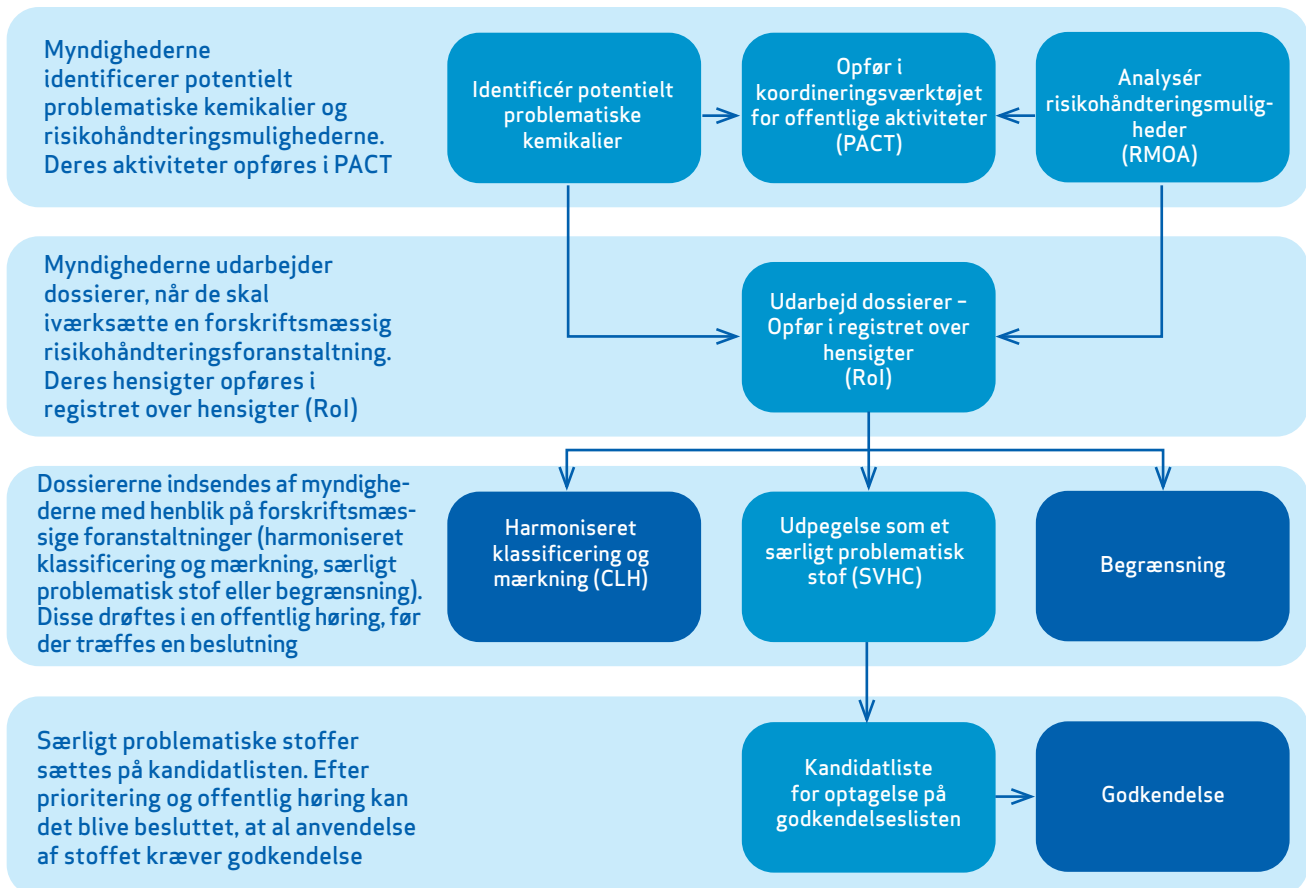 Myndighederne
identificerer potentielt
problematiske kemikalier og
risikohåndteringsmulighederne.
Deres aktiviteter opføres i PACT
Identificér potentielt
problematiske
kemikalier
Opfør i
koordineringsværktøjet
for offentlige aktiviteter
(PACT)
Analysér
risikohåndteringsmulig-
heder
(RMOA)
Myndighederne udarbejder
dossierer, når de skal
iværksætte en forskriftsmæssig
risikohåndteringsforanstaltning.
Deres hensigter opføres i
registret over hensigter (RoI)
Udarbejd dossierer –
Opfør i registret over
hensigter
(RoI)
Dossiererne indsendes af myndighe-
derne med henblik på forskriftsmæs-
sige foranstaltninger (harmoniseret
klassificering og mærkning, særligt
problematisk stof eller begrænsning).
Disse drøftes i en offentlig høring, før
der træffes en beslutning
Harmoniseret
klassificering og
mærkning (CLH)
Udpegelse som et
særligt problematisk
stof (SVHC)
Begrænsning
Særligt problematiske stoffer
sættes på kandidatlisten. Efter
prioritering og offentlig høring kan
det blive besluttet, at al anvendelse
af stoffet kræver godkendelse
Kandidatliste
for optagelse på
godkendelseslisten
Godkendelse